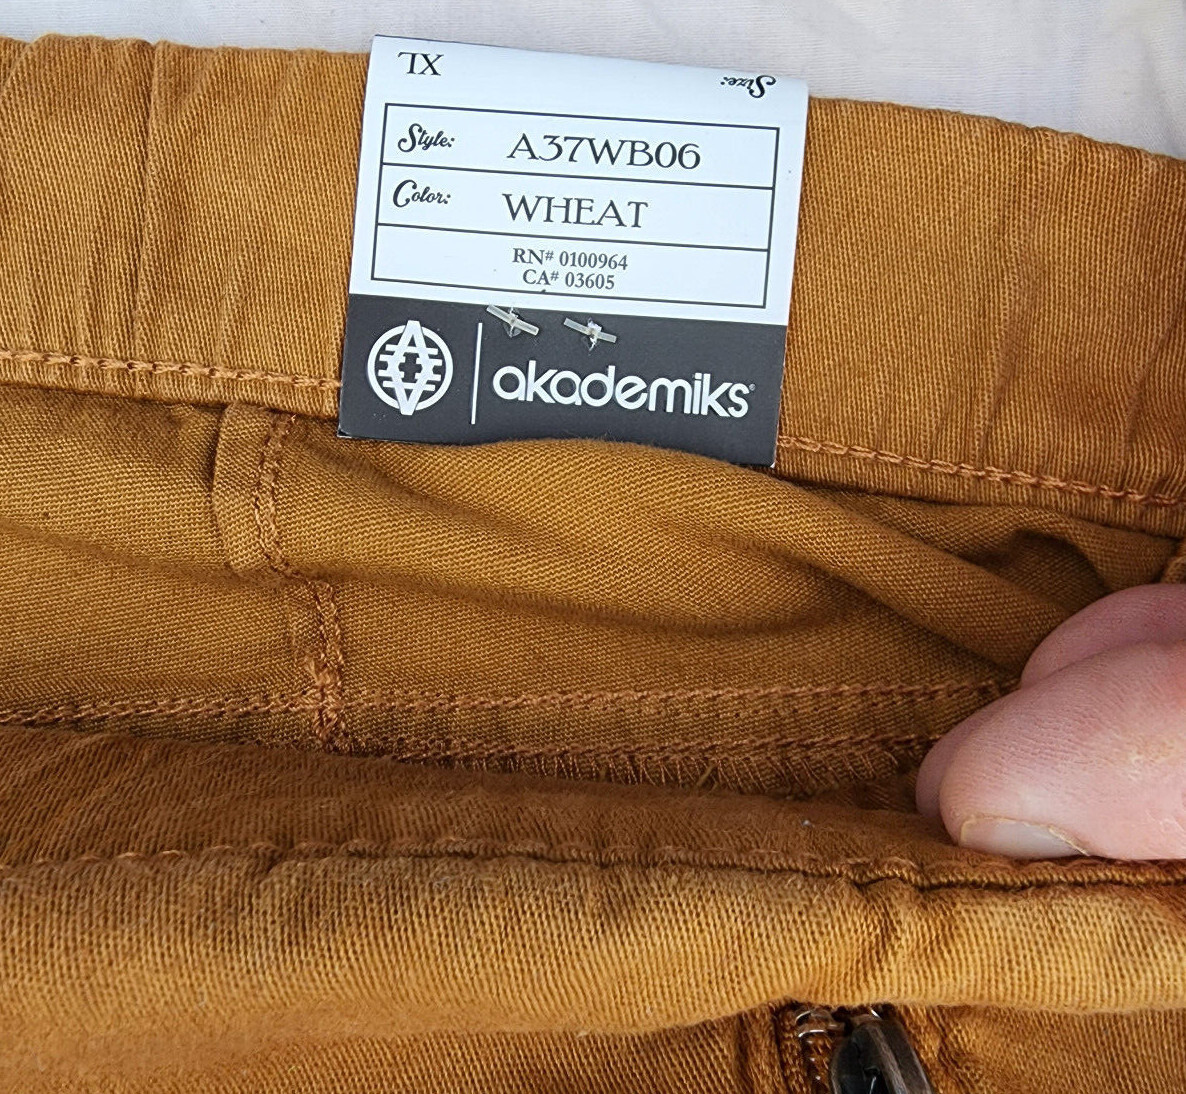 Size: XL
Style: A37WB06
Color: WHEAT
RN# 0100964
CA# 03605
akademiks®